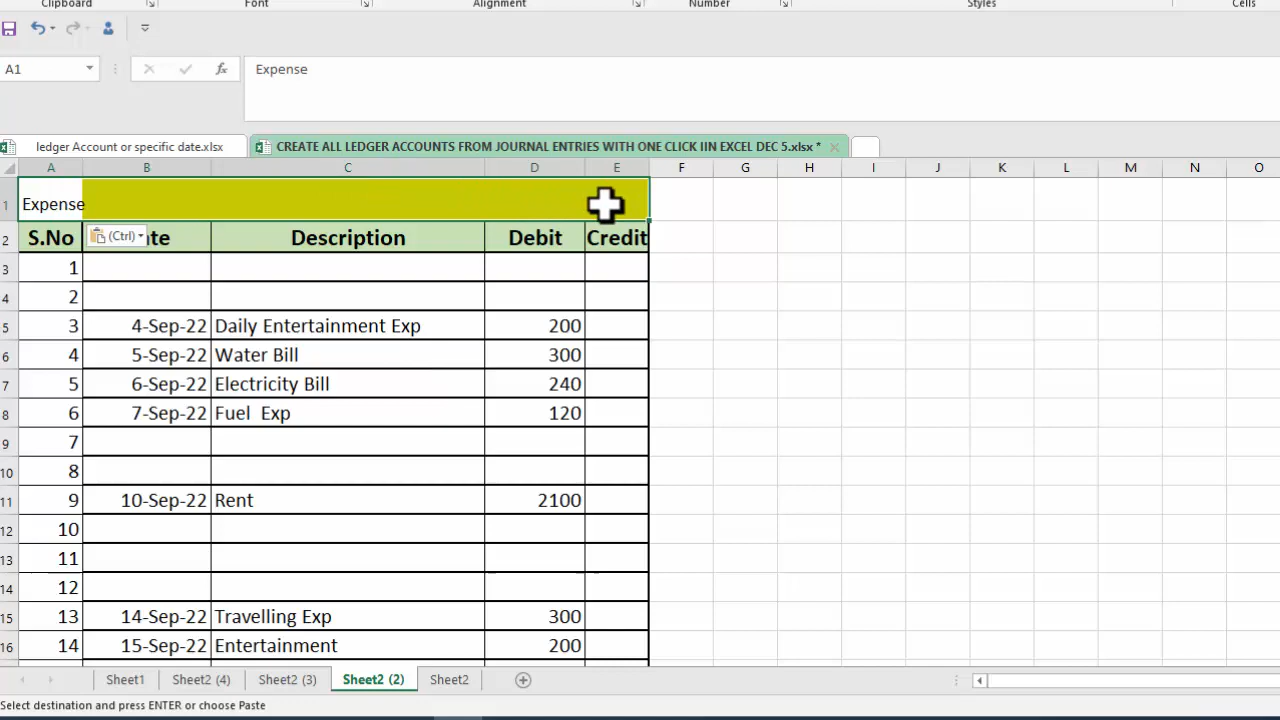 Clipboard Font Alignment Number Styles Cells
A1 fx Expense
ledger Account or specific date.xlsx CREATE ALL LEDGER ACCOUNTS FROM JOURNAL ENTRIES WITH ONE CLICK IIN EXCEL DEC 5.xlsx *
A B C D E F G H I J K L M N O
1 Expense
2 S.No (Ctrl) te Description Debit Credit
3 1
4 2
5 3 4-Sep-22 Daily Entertainment Exp 200
6 4 5-Sep-22 Water Bill 300
7 5 6-Sep-22 Electricity Bill 240
8 6 7-Sep-22 Fuel Exp 120
9 7
10 8
11 9 10-Sep-22 Rent 2100
12 10
13 11
14 12
15 13 14-Sep-22 Travelling Exp 300
16 14 15-Sep-22 Entertainment 200
Sheet1 Sheet2 (4) Sheet2 (3) Sheet2 (2) Sheet2
Select destination and press ENTER or choose Paste